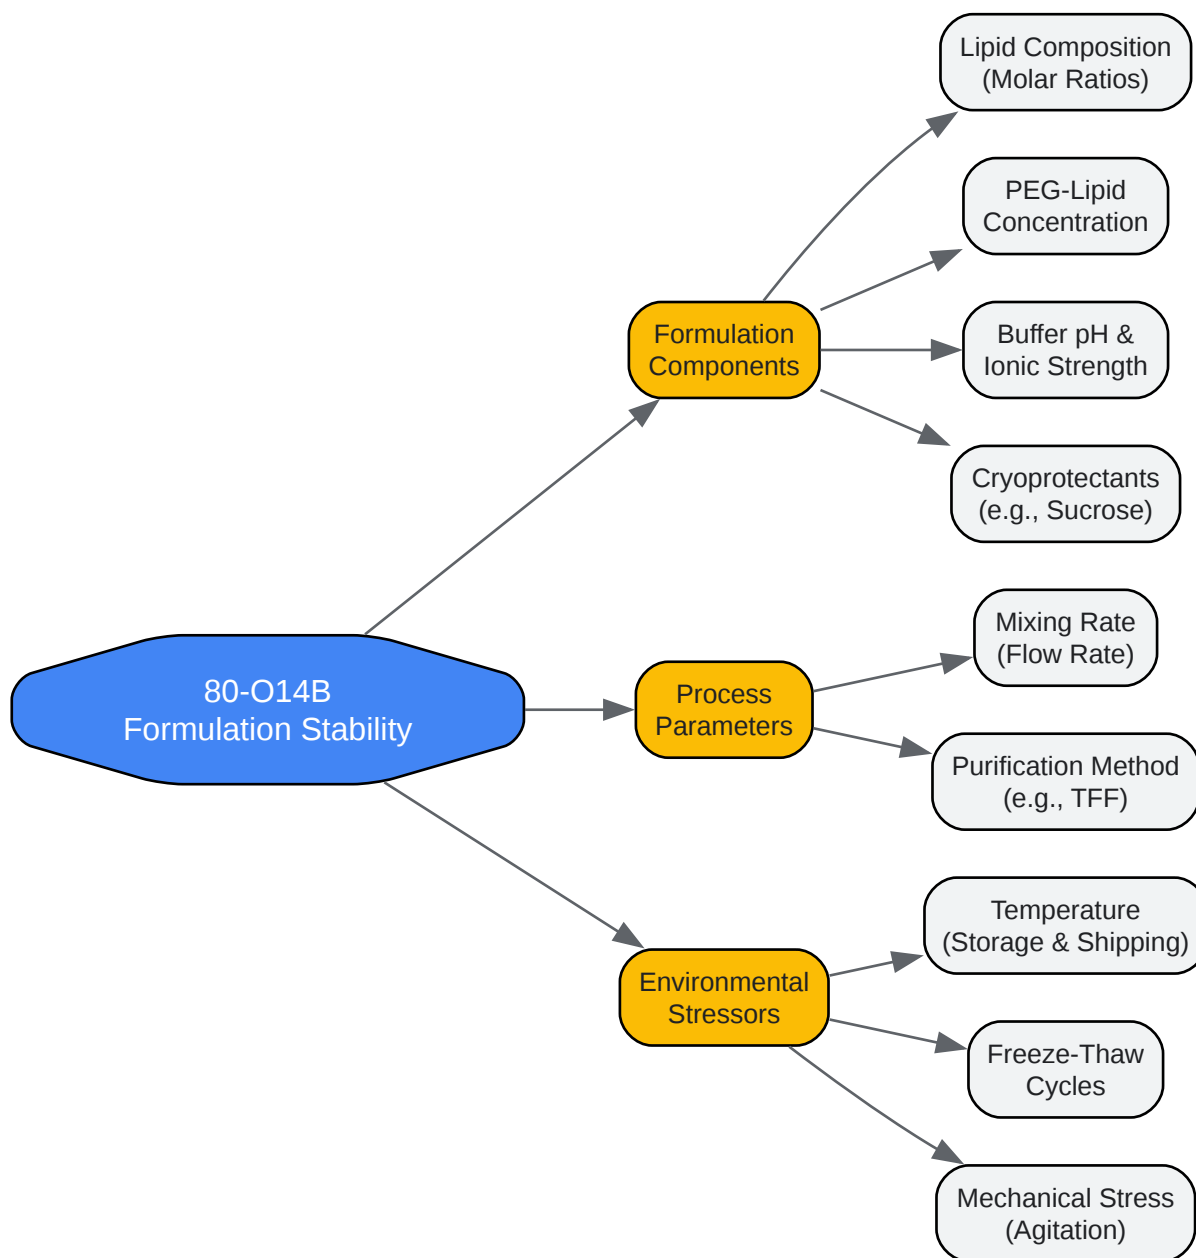 Lipid Composition
(Molar Ratios)
PEG-Lipid
Concentration
Formulation
Components
Buffer pH &
Ionic Strength
Cryoprotectants
(e.g., Sucrose)
Mixing Rate
(Flow Rate)
80-O14B
Formulation Stability
Process
Parameters
Purification Method
(e.g., TFF)
Temperature
(Storage & Shipping)
Environmental
Stressors
Freeze-Thaw
Cycles
Mechanical Stress
(Agitation)